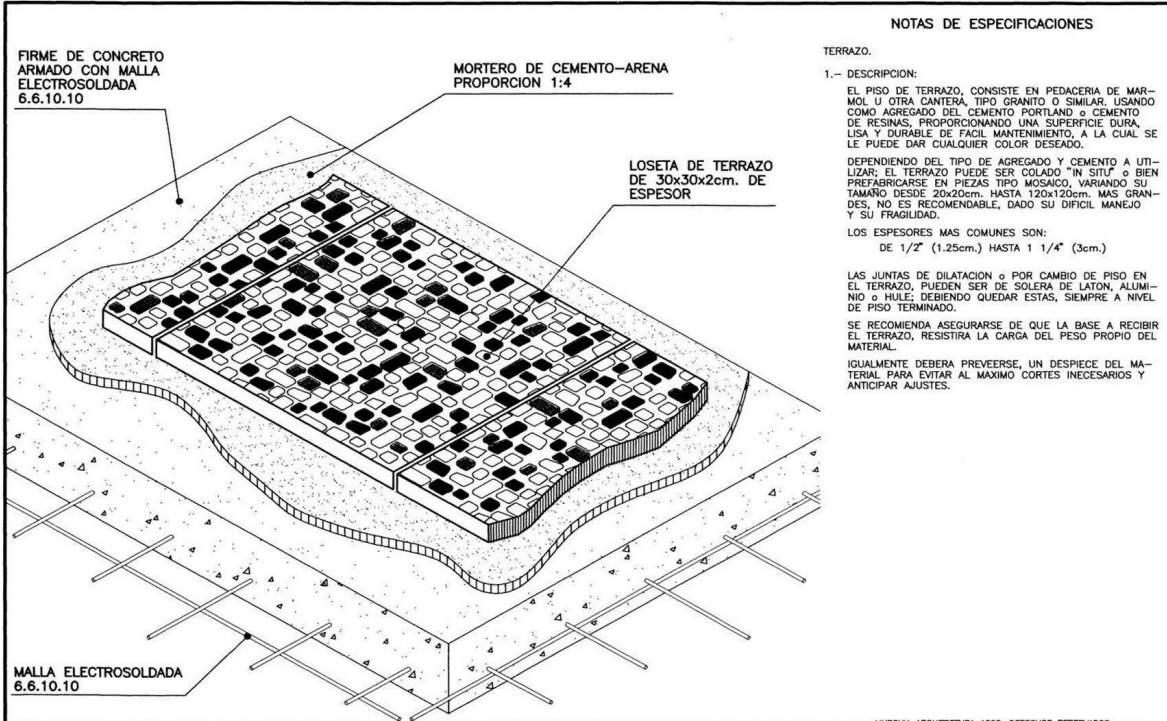 FIRME DE CONCRETO
ARMADO CON MALLA
ELECTROSOLDADA
6.6.10.10
MORTERO DE CEMENTO-ARENA
PROPORCION 1:4
LOSETA DE TERRAZO
DE 30x30x2cm. DE
ESPESOR
MALLA ELECTROSOLDADA
6.6.10.10
NOTAS DE ESPECIFICACIONES
TERRAZO.
1.- DESCRIPCION:
EL PISO DE TERRAZO, CONSISTE EN PEDACERIA DE MAR-
MOL U OTRA CANTERA, TIPO GRANITO O SIMILAR. USANDO
COMO AGREGADO DEL CEMENTO PORTLAND o CEMENTO
DE RESINAS, PROPORCIONANDO UNA SUPERFICIE DURA,
LISA Y DURABLE DE FACIL MANTENIMIENTO, A LA CUAL SE
LE PUEDE DAR CUALQUIER COLOR DESEADO.
DEPENDIENDO DEL TIPO DE AGREGADO Y CEMENTO A UTI-
LIZAR; EL TERRAZO PUEDE SER COLADO "IN SITU" o BIEN
PREFABRICARSE EN PIEZAS TIPO MOSAICO, VARIANDO SU
TAMAÑO DESDE 20x20cm. HASTA 120x120cm. MAS GRAN-
DES, NO ES RECOMENDABLE, DADO SU DIFICIL MANEJO
Y SU FRAGILIDAD.
LOS ESPESORES MAS COMUNES SON:
DE 1/2" (1.25cm.) HASTA 1 1/4" (3cm.)
LAS JUNTAS DE DILATACION o POR CAMBIO DE PISO EN
EL TERRAZO, PUEDEN SER DE SOLERA DE LATON, ALUMI-
NIO o HULE; DEBIENDO QUEDAR ESTAS, SIEMPRE A NIVEL
DE PISO TERMINADO.
SE RECOMIENDA ASEGURARSE DE QUE LA BASE A RECIBIR
EL TERRAZO, RESISTIRA LA CARGA DEL PESO PROPIO DEL
MATERIAL.
IGUALMENTE DEBERA PREVEERSE, UN DESPIECE DEL MA-
TERIAL PARA EVITAR AL MAXIMO CORTES INECESARIOS Y
ANTICIPAR AJUSTES.